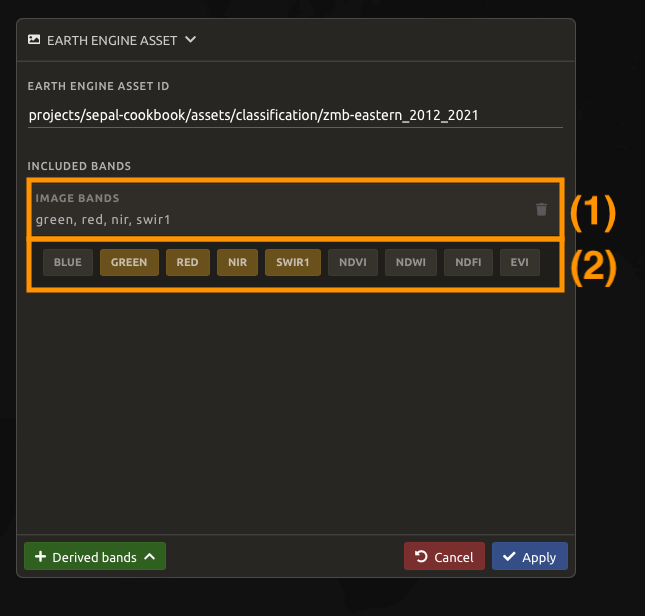 EARTH ENGINE ASSET
EARTH ENGINE ASSET ID
projects/sepal-cookbook/assets/classification/zmb-eastern_2012_2021
INCLUDED BANDS
IMAGE BANDS
green, red, nir, swir1
(1)
BLUE GREEN RED NIR SWIR1 NDVI NDWI NDFI EVI
(2)
Derived bands Cancel Apply